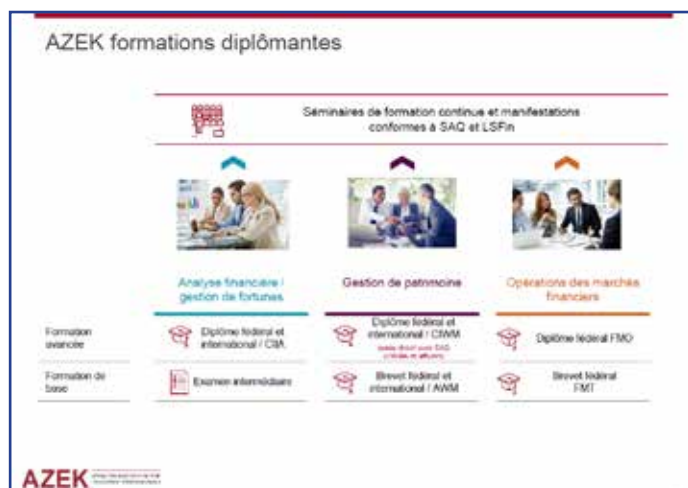 AZEK formations diplômantes
Séminaires de formation continue et manifestations
conformes à SAQ et LSFin
Analyse financière /
gestion de fortunes
Gestion de patrimoine
Opérations des marchés
financiers
Formation
avancée
Diplôme fédéral et
international / CIIA
Diplôme fédéral et
international / CIWM
Diplôme fédéral FMO
Formation de
base
Examen intermédiaire
Brevet fédéral et
international / AWM
Brevet fédéral
FMT
AZEK